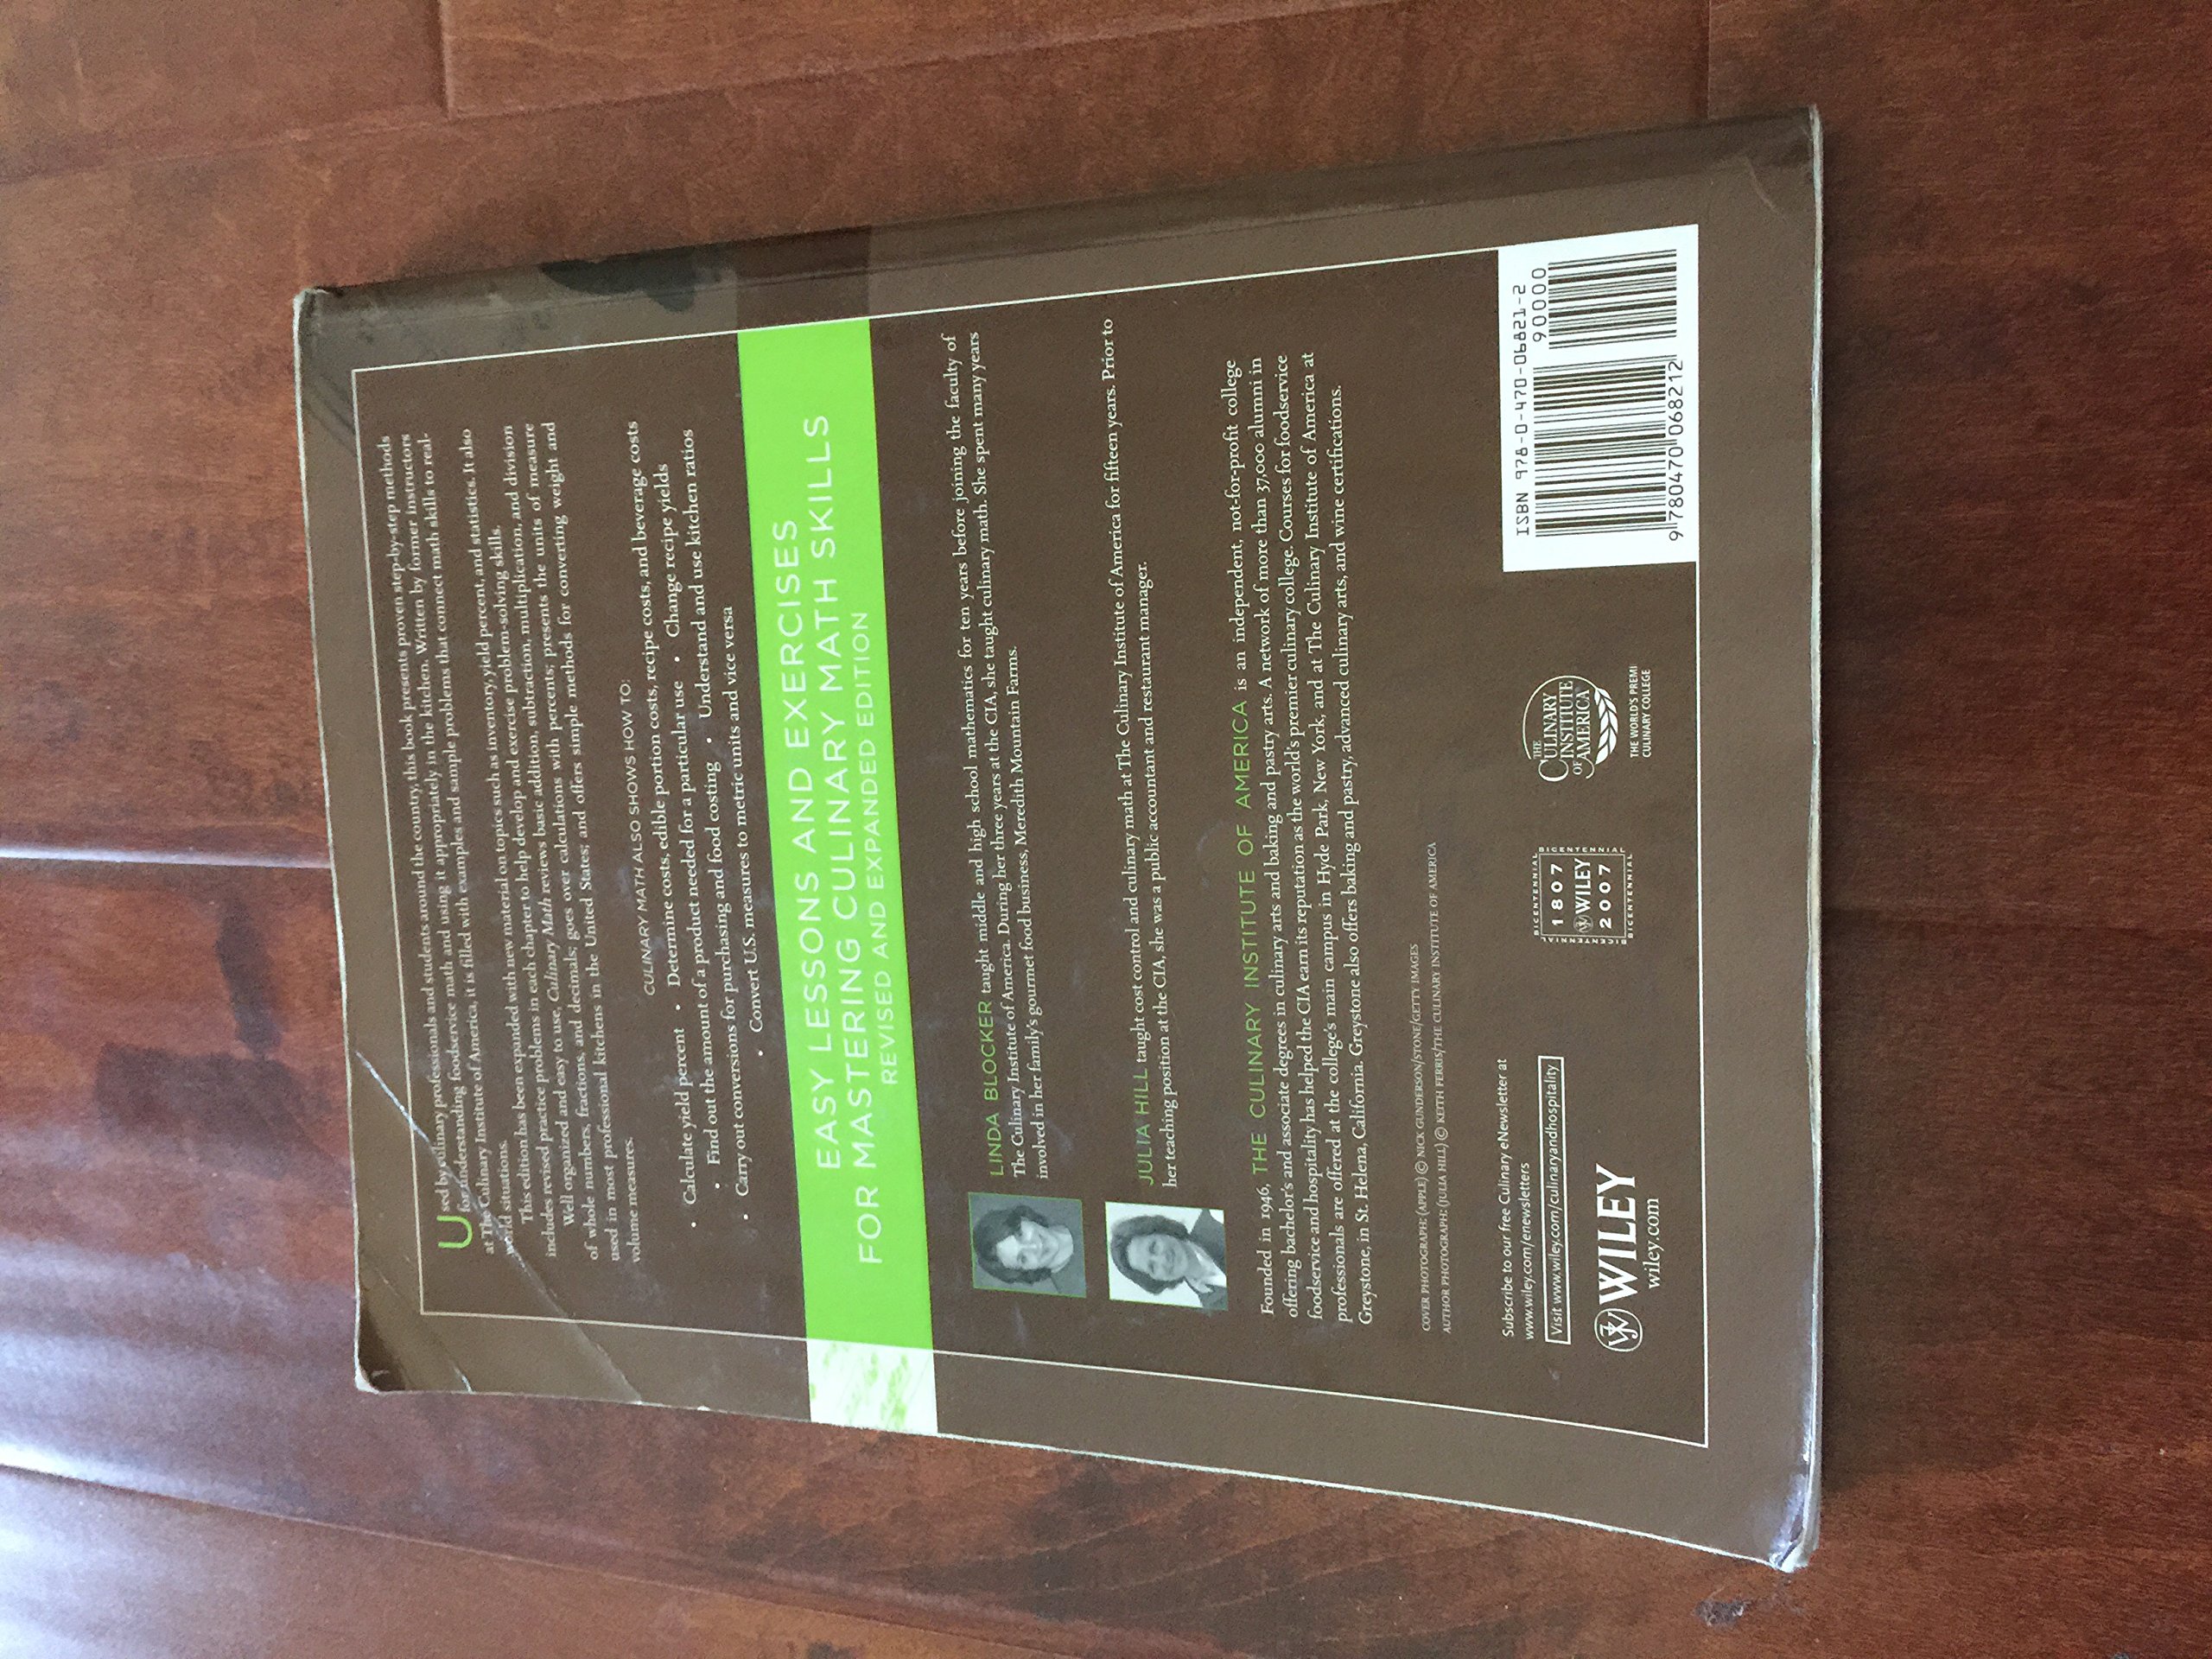 Used by culinary professionals and students around the country, this book presents proven step-by-step methods
for understanding foodservice math and using it appropriately in the kitchen. Written by former instructors
at The Culinary Institute of America, it is filled with examples and sample problems that connect math skills to real-
world situations.
This edition has been expanded with new material on topics such as inventory, yield percent, and statistics. It also
includes revised practice problems in each chapter to help develop and exercise problem-solving skills.
Well organized and easy to use, Culinary Math reviews basic addition, subtraction, multiplication, and division
of whole numbers, fractions, and decimals; goes over calculations with percents; presents the units of measure
used in most professional kitchens in the United States; and offers simple methods for converting weight and
volume measures.
CULINARY MATH ALSO SHOWS HOW TO:
• Calculate yield percent • Determine costs, edible portion costs, recipe costs, and beverage costs
• Find out the amount of a product needed for a particular use • Change recipe yields
• Carry out conversions for purchasing and food costing • Understand and use kitchen ratios
• Convert U.S. measures to metric units and vice versa
EASY LESSONS AND EXERCISES
FOR MASTERING CULINARY MATH SKILLS
REVISED AND EXPANDED EDITION
LINDA BLOCKER taught middle and high school mathematics for ten years before joining the faculty of
The Culinary Institute of America. During her three years at the CIA, she taught culinary math. She spent many years
involved in her family's gourmet food business, Meredith Mountain Farms.
JULIA HILL taught cost control and culinary math at The Culinary Institute of America for fifteen years. Prior to
her teaching position at the CIA, she was a public accountant and restaurant manager.
Founded in 1946, THE CULINARY INSTITUTE OF AMERICA is an independent, not-for-profit college
offering bachelor's and associate degrees in culinary arts and baking and pastry arts. A network of more than 37,000 alumni in
foodservice and hospitality has helped the CIA earn its reputation as the world's premier culinary college. Courses for foodservice
professionals are offered at the college's main campus in Hyde Park, New York, and at The Culinary Institute of America at
Greystone, in St. Helena, California. Greystone also offers baking and pastry, advanced culinary arts, and wine certifications.
COVER PHOTOGRAPH: (APPLE) © NICK GUNDERSON/STONE/GETTY IMAGES
AUTHOR PHOTOGRAPH: (JULIA HILL) © KEITH FERRIS/THE CULINARY INSTITUTE OF AMERICA
Subscribe to our free Culinary eNewsletter at
www.wiley.com/enewsletters
Visit www.wiley.com/culinaryandhospitality
WILEY
wiley.com
BICENTENNIAL
1807
WILEY
2007
BICENTENNIAL
BICENTENNIAL
BICENTENNIAL
THE
CULINARY
INSTITUTE
OF AMERICA
THE WORLD'S PREMI
CULINARY COLLEGE
ISBN 978-0-470-06821-2
90000
9 780470 068212